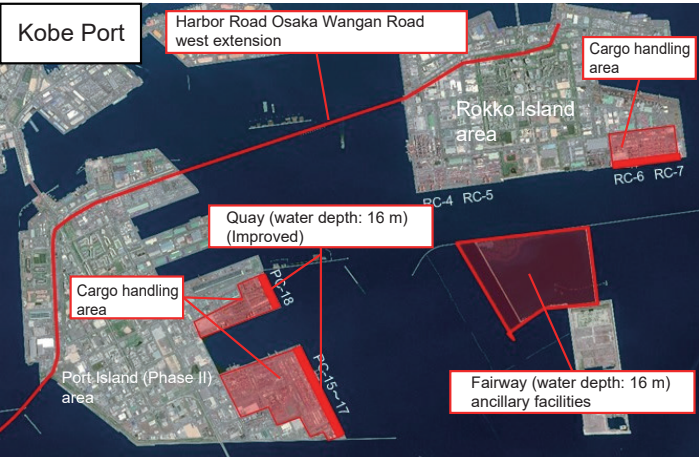 Kobe Port
Harbor Road Osaka Wangan Road
west extension
Cargo handling
area
Rokko Island
area
RC-6 RC-7
RC-4 RC-5
Quay (water depth: 16 m)
(Improved)
PC-18
Cargo handling
area
PC-15~17
Port Island (Phase II)
area
Fairway (water depth: 16 m)
ancillary facilities